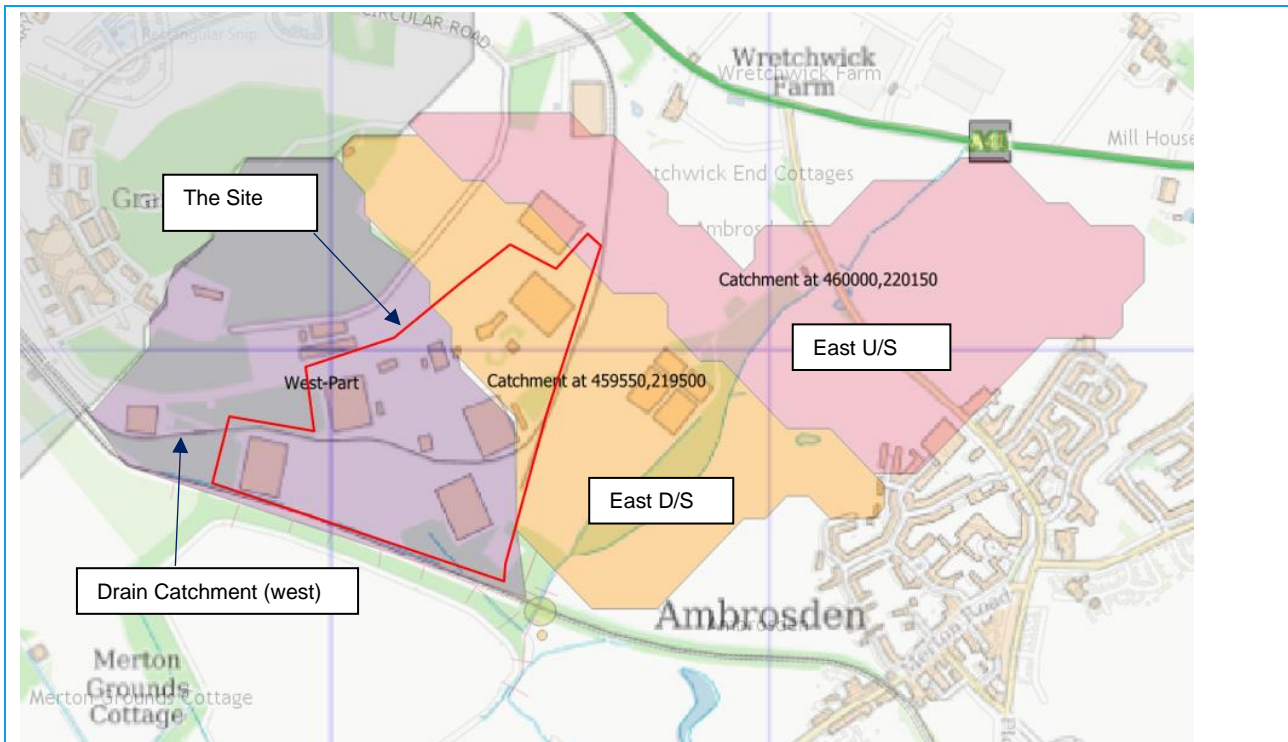 CIRCULAR ROAD
Wretchwick
Farm
Wretchwick Farm
Mill House
tchwick End Cottages
The Site
Ambrosden
Catchment at 460000,220150
East U/S
West-Part
Catchment at 459550,219500
East D/S
Drain Catchment (west)
Ambrosden
Ambrosden
Merton Road
Merton
Grounds
Cottage
Merton Grounds Cottage